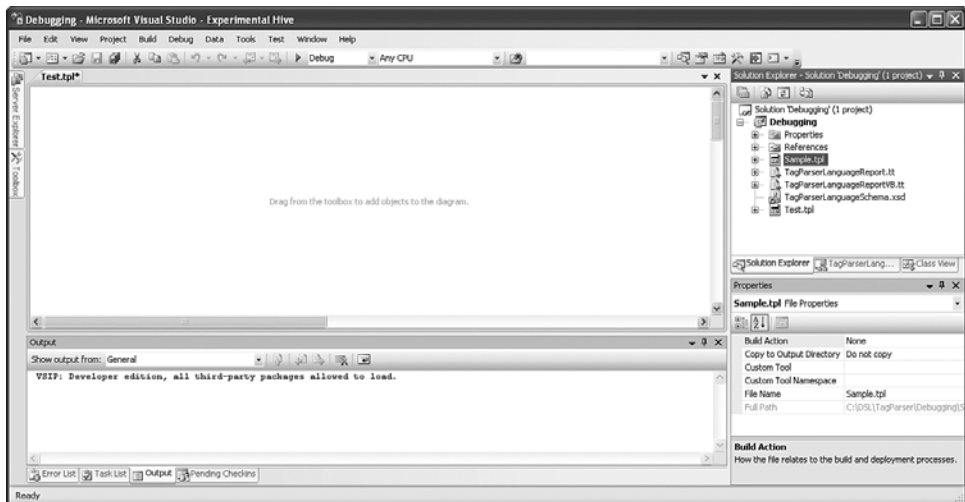 Debugging - Microsoft Visual Studio - Experimental Hive
File Edit View Project Build Debug Data Tools Test Window Help
Debug Any CPU
Test.tpl*
Server Explorer
Toolbox
Drag from the toolbox to add objects to the diagram.
Solution Explorer - Solution 'Debugging' (1 project)
Solution 'Debugging' (1 project)
Debugging
Properties
References
Sample.tpl
TagParserLanguageReport.tt
TagParserLanguageReportVB.tt
TagParserLanguageSchema.xsd
Test.tpl
Solution Explorer TagParserLang... Class View
Properties
Sample.tpl File Properties
Build Action None
Copy to Output Directory Do not copy
Custom Tool
Custom Tool Namespace
File Name Sample.tpl
Full Path C:\DSL\TagParser\Debugging\S
Build Action
How the file relates to the build and deployment processes.
Output
Show output from: General
VSIP: Developer edition, all third-party packages allowed to load.
Error List Task List Output Pending Checkins
Ready